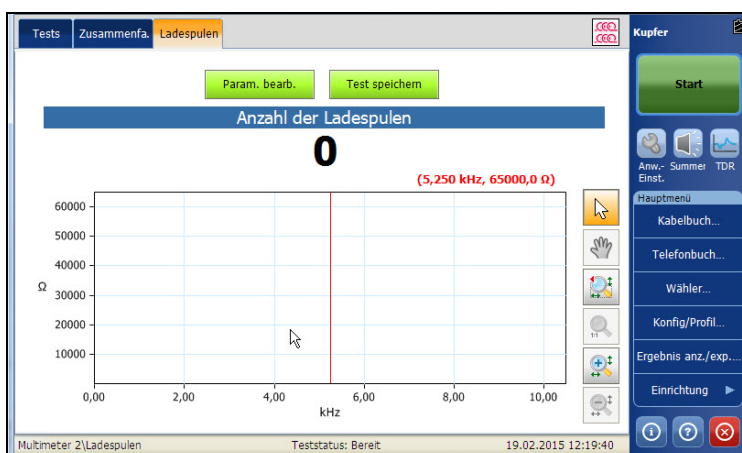 Tests Zusammenfa. Ladespulen
Param. bearb. Test speichern
Anzahl der Ladespulen
0
(5,250 kHz, 65000,0 Ω)
60000
50000
40000
Ω
30000
20000
10000
0,00 2,00 4,00 6,00 8,00 10,00
kHz
1:1
Multimeter 2\Ladespulen Teststatus: Bereit 19.02.2015 12:19:40
Kupfer
Start
Anw.- Einst. Summer TDR
Hauptmenü
Kabelbuch...
Telefonbuch...
Wähler...
Konfig/Profil...
Ergebnis anz./exp....
Einrichtung